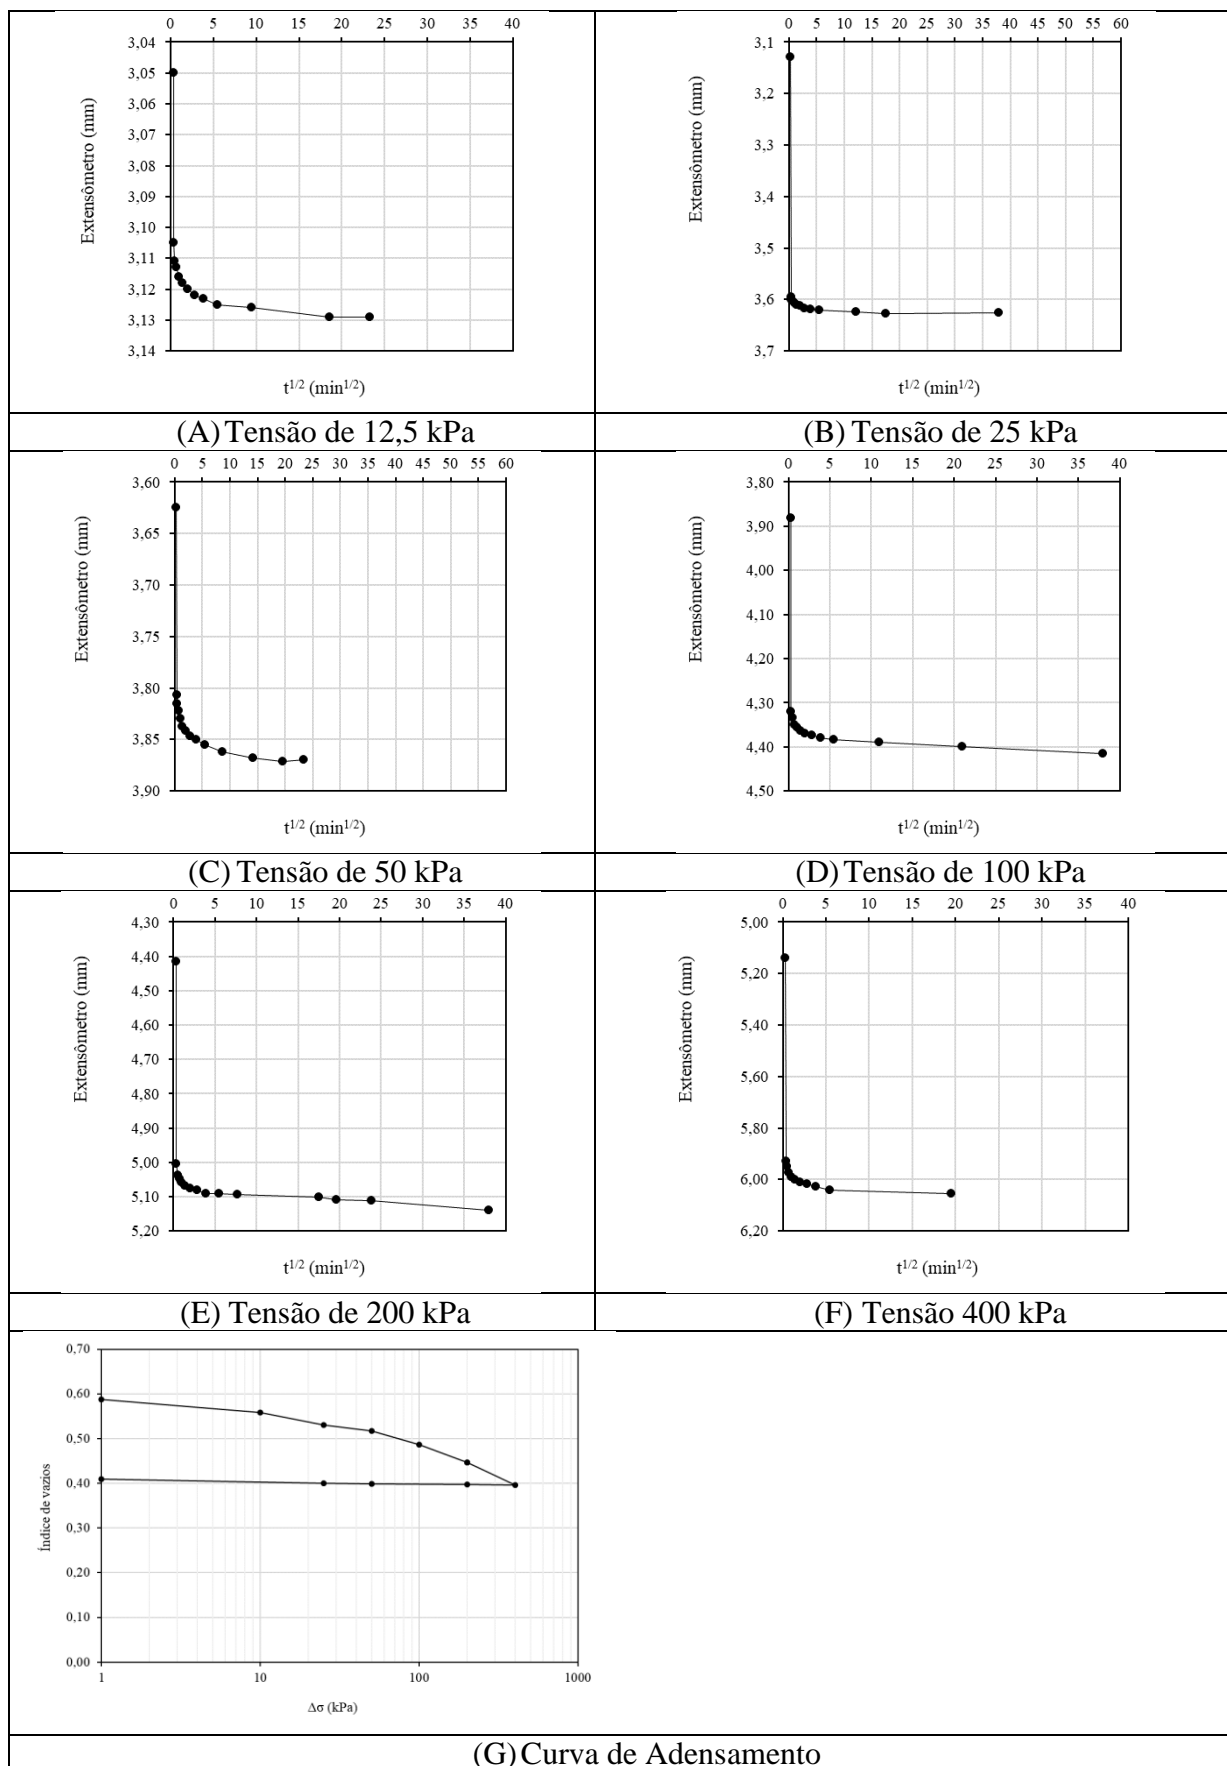 0 5 10 15 20 25 30 35 40
3,04
3,05
3,06
3,07
3,08
3,09
3,10
3,11
3,12
3,13
3,14
Extensômetro (mm)
t1/2 (min1/2)
(A) Tensão de 12,5 kPa
0 5 10 15 20 25 30 35 40 45 50 55 60
3,1
3,2
3,3
3,4
3,5
3,6
3,7
Extensômetro (mm)
t1/2 (min1/2)
(B) Tensão de 25 kPa
0 5 10 15 20 25 30 35 40 45 50 55 60
3,60
3,65
3,70
3,75
3,80
3,85
3,90
Extensômetro (mm)
t1/2 (min1/2)
(C) Tensão de 50 kPa
0 5 10 15 20 25 30 35 40
3,80
3,90
4,00
4,10
4,20
4,30
4,40
4,50
Extensômetro (mm)
t1/2 (min1/2)
(D) Tensão de 100 kPa
0 5 10 15 20 25 30 35 40
4,30
4,40
4,50
4,60
4,70
4,80
4,90
5,00
5,10
5,20
Extensômetro (mm)
t1/2 (min1/2)
(E) Tensão de 200 kPa
0 5 10 15 20 25 30 35 40
5,00
5,20
5,40
5,60
5,80
6,00
6,20
Extensômetro (mm)
t1/2 (min1/2)
(F) Tensão 400 kPa
0,70
0,60
0,50
0,40
0,30
0,20
0,10
0,00
Índice de vazios
1 10 100 1000
Δσ (kPa)
(G) Curva de Adensamento